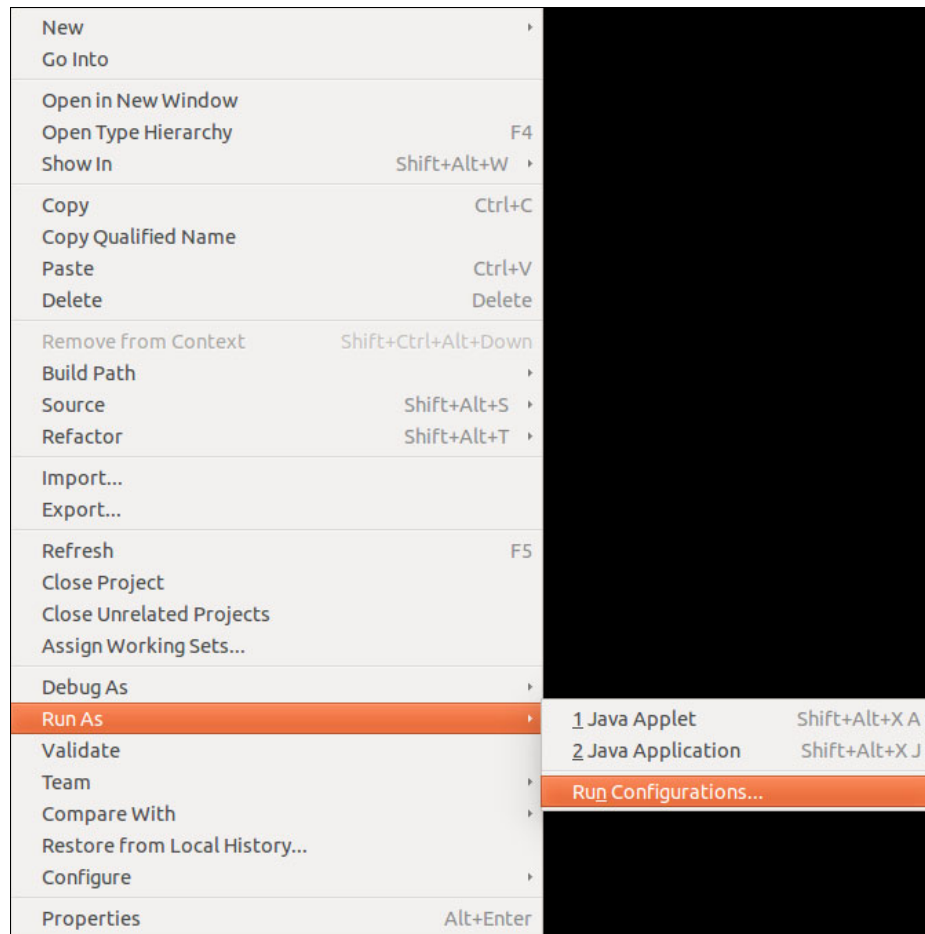 New
Go Into
Open in New Window
Open Type Hierarchy F4
Show In Shift+Alt+W
Copy Ctrl+C
Copy Qualified Name
Paste Ctrl+V
Delete Delete
Remove from Context Shift+Ctrl+Alt+Down
Build Path
Source Shift+Alt+S
Refactor Shift+Alt+T
Import...
Export...
Refresh F5
Close Project
Close Unrelated Projects
Assign Working Sets...
Debug As
Run As
1 Java Applet Shift+Alt+X A
Validate
2 Java Application Shift+Alt+X J
Team
Run Configurations...
Compare With
Restore from Local History...
Configure
Properties Alt+Enter